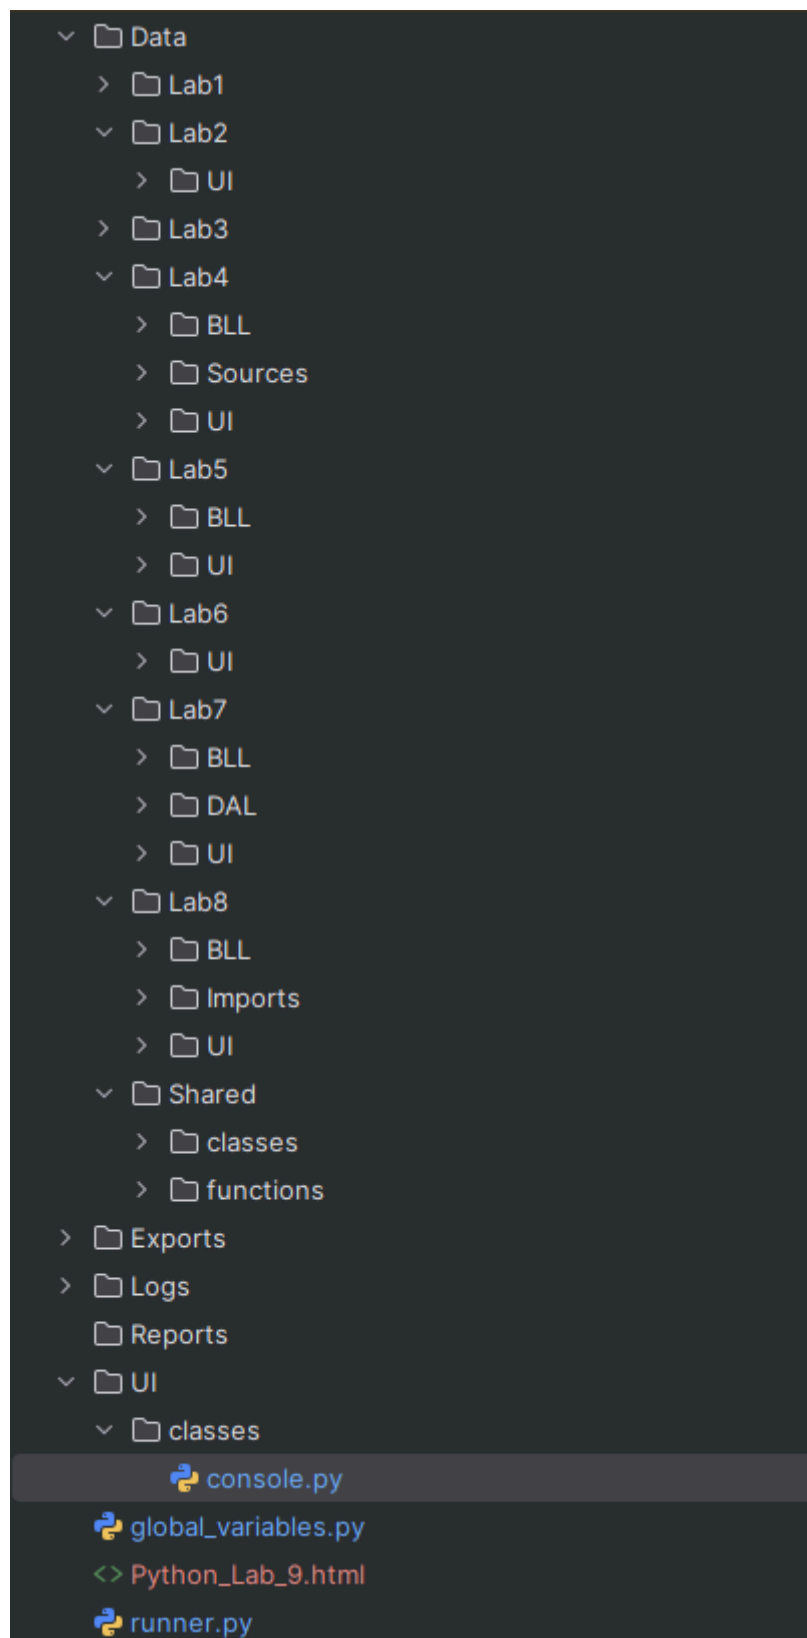 Data
Lab1
Lab2
UI
Lab3
Lab4
BLL
Sources
UI
Lab5
BLL
UI
Lab6
UI
Lab7
BLL
DAL
UI
Lab8
BLL
Imports
UI
Shared
classes
functions
Exports
Logs
Reports
UI
classes
console.py
global_variables.py
<> Python_Lab_9.html
runner.py